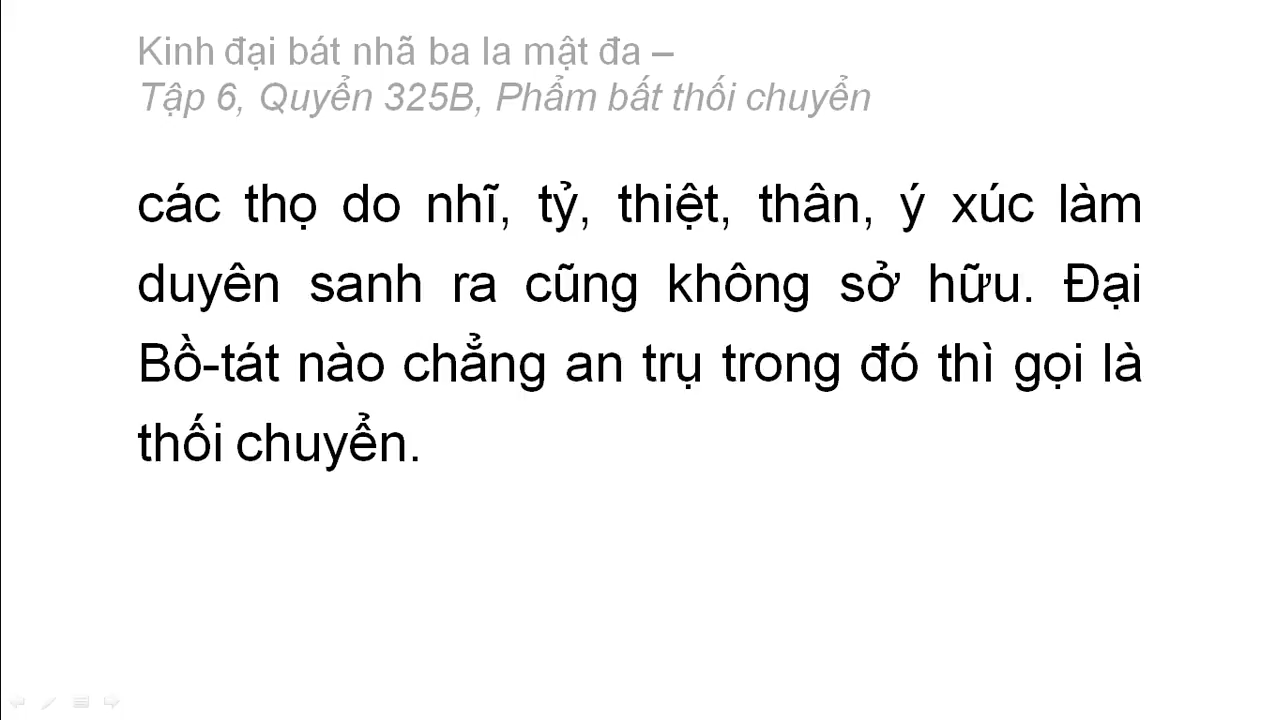 Kinh đại bát nhã ba la mật đa –
Tập 6, Quyển 325B, Phẩm bất thối chuyển
các thọ do nhĩ, tỷ, thiệt, thân, ý xúc làm
duyên sanh ra cũng không sở hữu. Đại
Bồ-tát nào chẳng an trụ trong đó thì gọi là
thối chuyển.